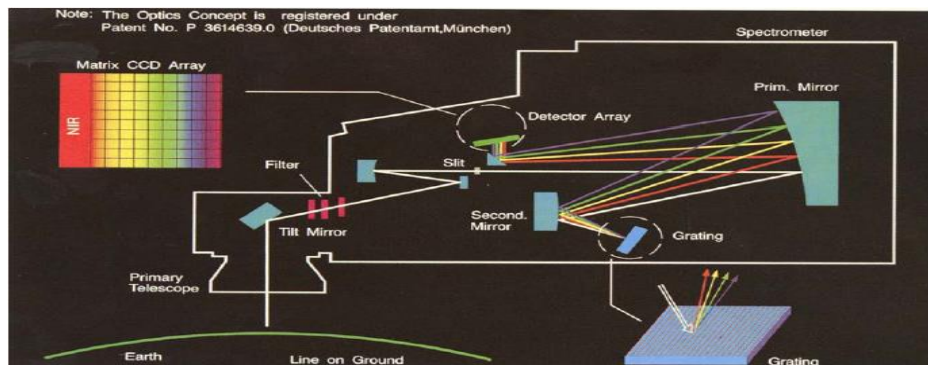 Note: The Optics Concept is registered under
Patent No. P 3614639.0 (Deutsches Patentamt,München)
Spectrometer
Matrix CCD Array
Prim. Mirror
NIR
Detector Array
Slit
Filter
Second.
Mirror
Tilt Mirror
Grating
Primary
Telescope
Earth
Line on Ground
Grating